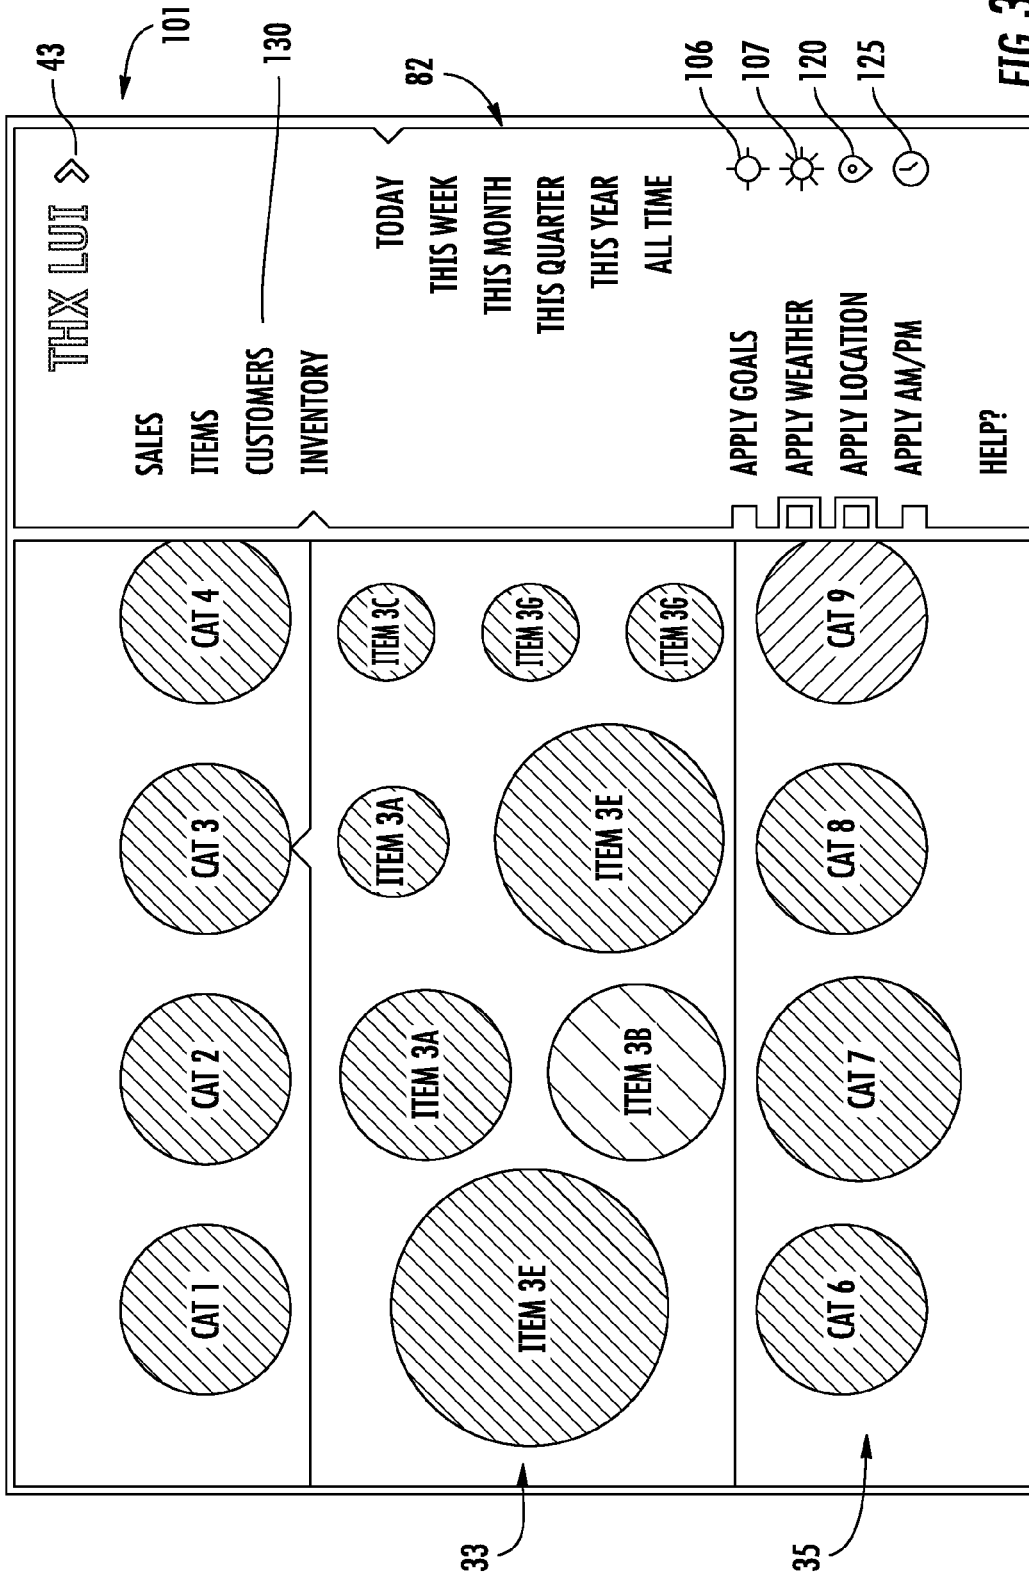 THX LUI
43
101
SALES
ITEMS
CUSTOMERS
INVENTORY
130
TODAY
THIS WEEK
THIS MONTH
THIS QUARTER
THIS YEAR
ALL TIME
82
APPLY GOALS
106
APPLY WEATHER
107
APPLY LOCATION
120
APPLY AM/PM
125
HELP?
CAT 1
CAT 2
CAT 3
CAT 4
33
ITEM 3E
ITEM 3A
ITEM 3B
ITEM 3A
ITEM 3E
ITEM 3C
ITEM 3G
ITEM 3G
35
CAT 6
CAT 7
CAT 8
CAT 9
FIG. 3